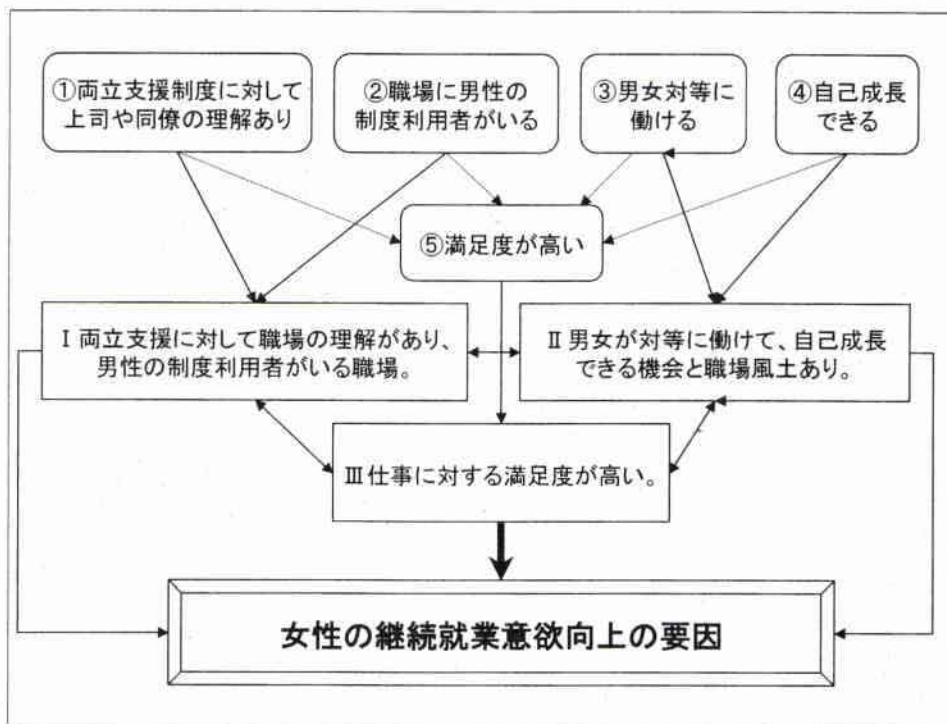 ①両立支援制度に対して
上司や同僚の理解あり
②職場に男性の
制度利用者がいる
③男女対等に
働ける
④自己成長
できる
⑤満足度が高い
Ⅰ両立支援に対して職場の理解があり、
男性の制度利用者がいる職場。
Ⅱ男女が対等に働けて、自己成長
できる機会と職場風土あり。
Ⅲ仕事に対する満足度が高い。
女性の継続就業意欲向上の要因